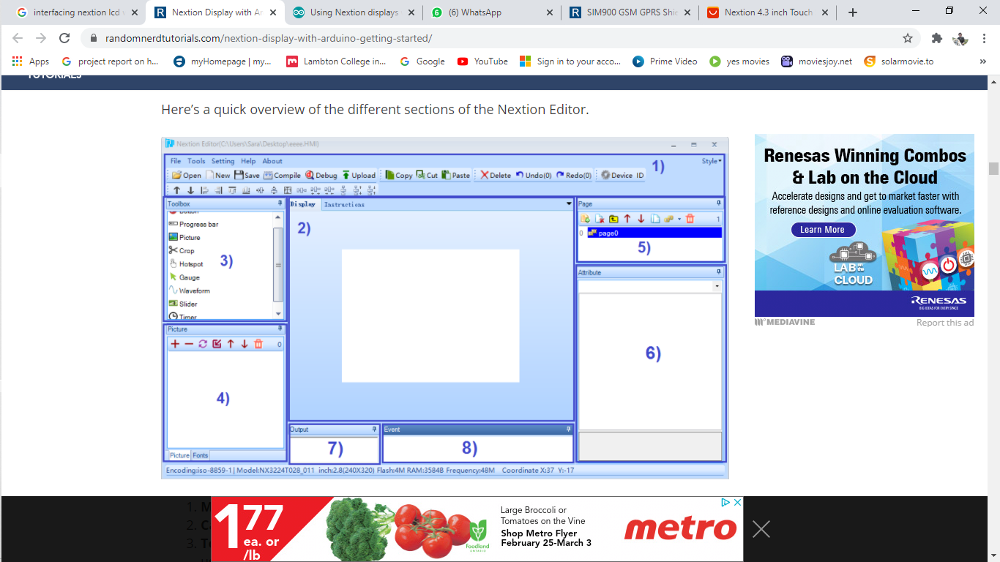 interfacing nextion lcd
Nextion Display with Ar
Using Nextion displays
6
(6) WhatsApp
SIM900 GSM GPRS Shie
Nextion 4.3 inch Touch
randomnerdtutorials.com/nextion-display-with-arduino-getting-started/
Apps
project report on h...
myHomepage | my...
Lambton College in...
Google
YouTube
Sign in to your acco...
Prime Video
yes movies
moviesjoy.net
solarmovie.to
»
TUTORIALS
Here's a quick overview of the different sections of the Nextion Editor.
Nextion Editor(C:\Users\Sara\Desktop\eeee.HMI)
File Tools Setting Help About
Style
1)
Open New Save Compile Debug Upload Copy Cut Paste Delete Undo(0) Redo(0) Device ID
Toolbox
Button
Progress bar
Picture
Crop
Hotspot
Gauge
Waveform
Slider
Timer
3)
Picture
0
4)
Picture Fonts
Display Instructions
2)
Page
1
0 page0
5)
Attribute
6)
Output
7)
Event
8)
Encoding:iso-8859-1 | Model:NX3224T028_011 inch:2.8(240X320) Flash:4M RAM:3584B Frequency:48M Coordinate X:37 Y:-17
Renesas Winning Combos
& Lab on the Cloud
Accelerate designs and get to market faster with
reference designs and online evaluation software.
Learn More
LAB on the
CLOUD
RENESAS
BIG IDEAS FOR EVERY SPACE
MEDIAVINE
Report this ad
1.
2.
3.
177
ea. or
/lb
Foodland
ONTARIO
Large Broccoli or
Tomatoes on the Vine
Shop Metro Flyer
February 25-March 3
metro